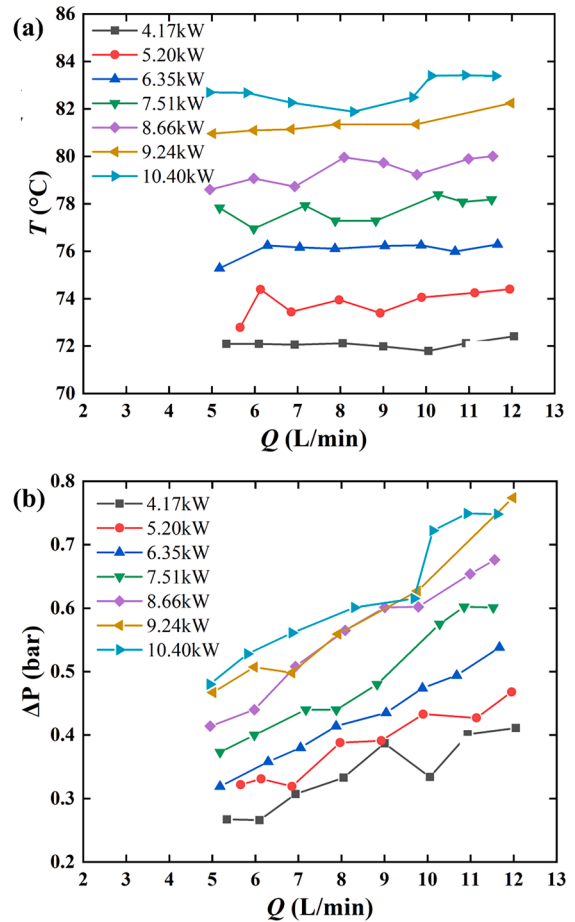 (a)
86
84
82
80
78
76
74
72
70
T (°C)
4.17kW
5.20kW
6.35kW
7.51kW
8.66kW
9.24kW
10.40kW
2 3 4 5 6 7 8 9 10 11 12 13
Q (L/min)
(b)
0.8
0.7
0.6
0.5
0.4
0.3
0.2
ΔP (bar)
4.17kW
5.20kW
6.35kW
7.51kW
8.66kW
9.24kW
10.40kW
2 3 4 5 6 7 8 9 10 11 12 13
Q (L/min)